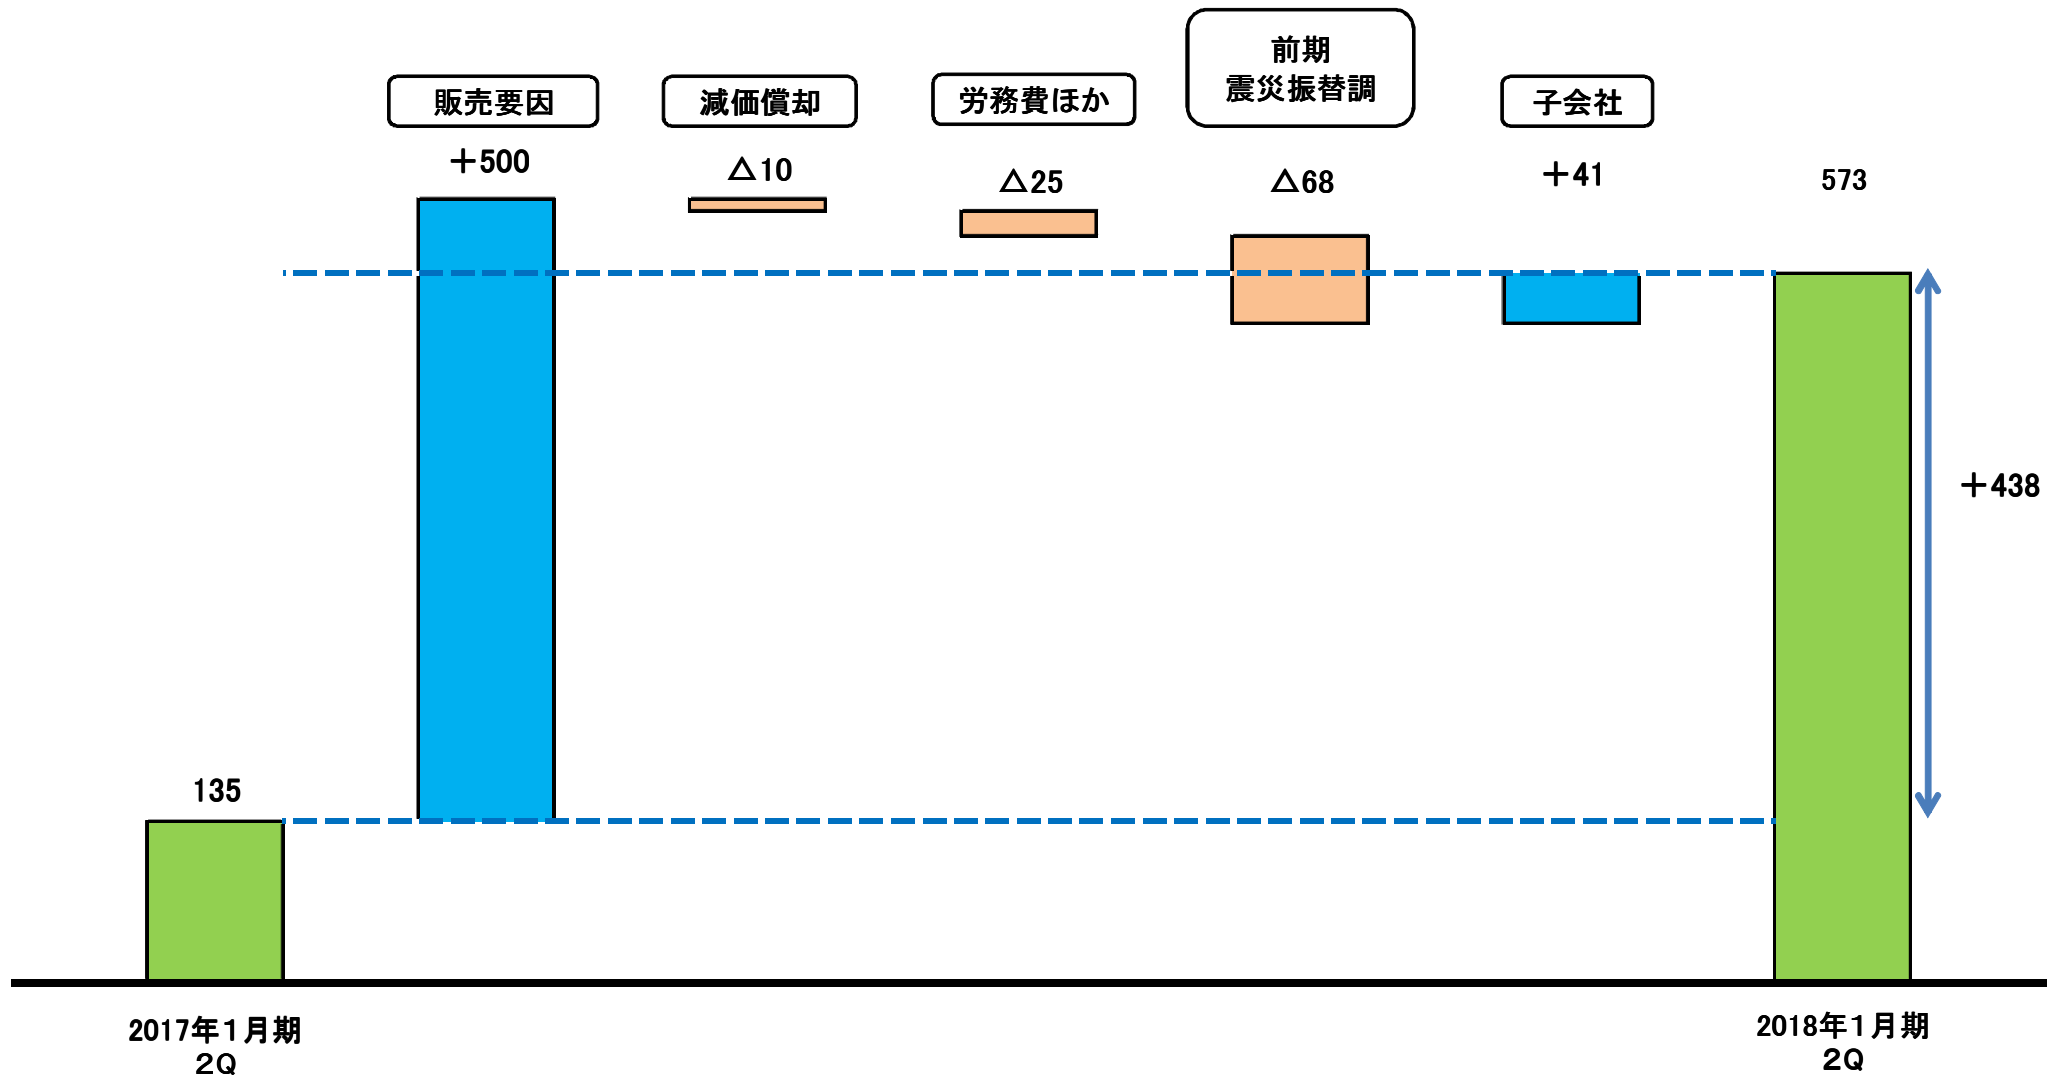 前期
震災振替調
販売要因
減価償却
労務費ほか
子会社
＋500
△10
△25
△68
＋41
573
＋438
135
2017年１月期
２Q
2018年１月期
２Q